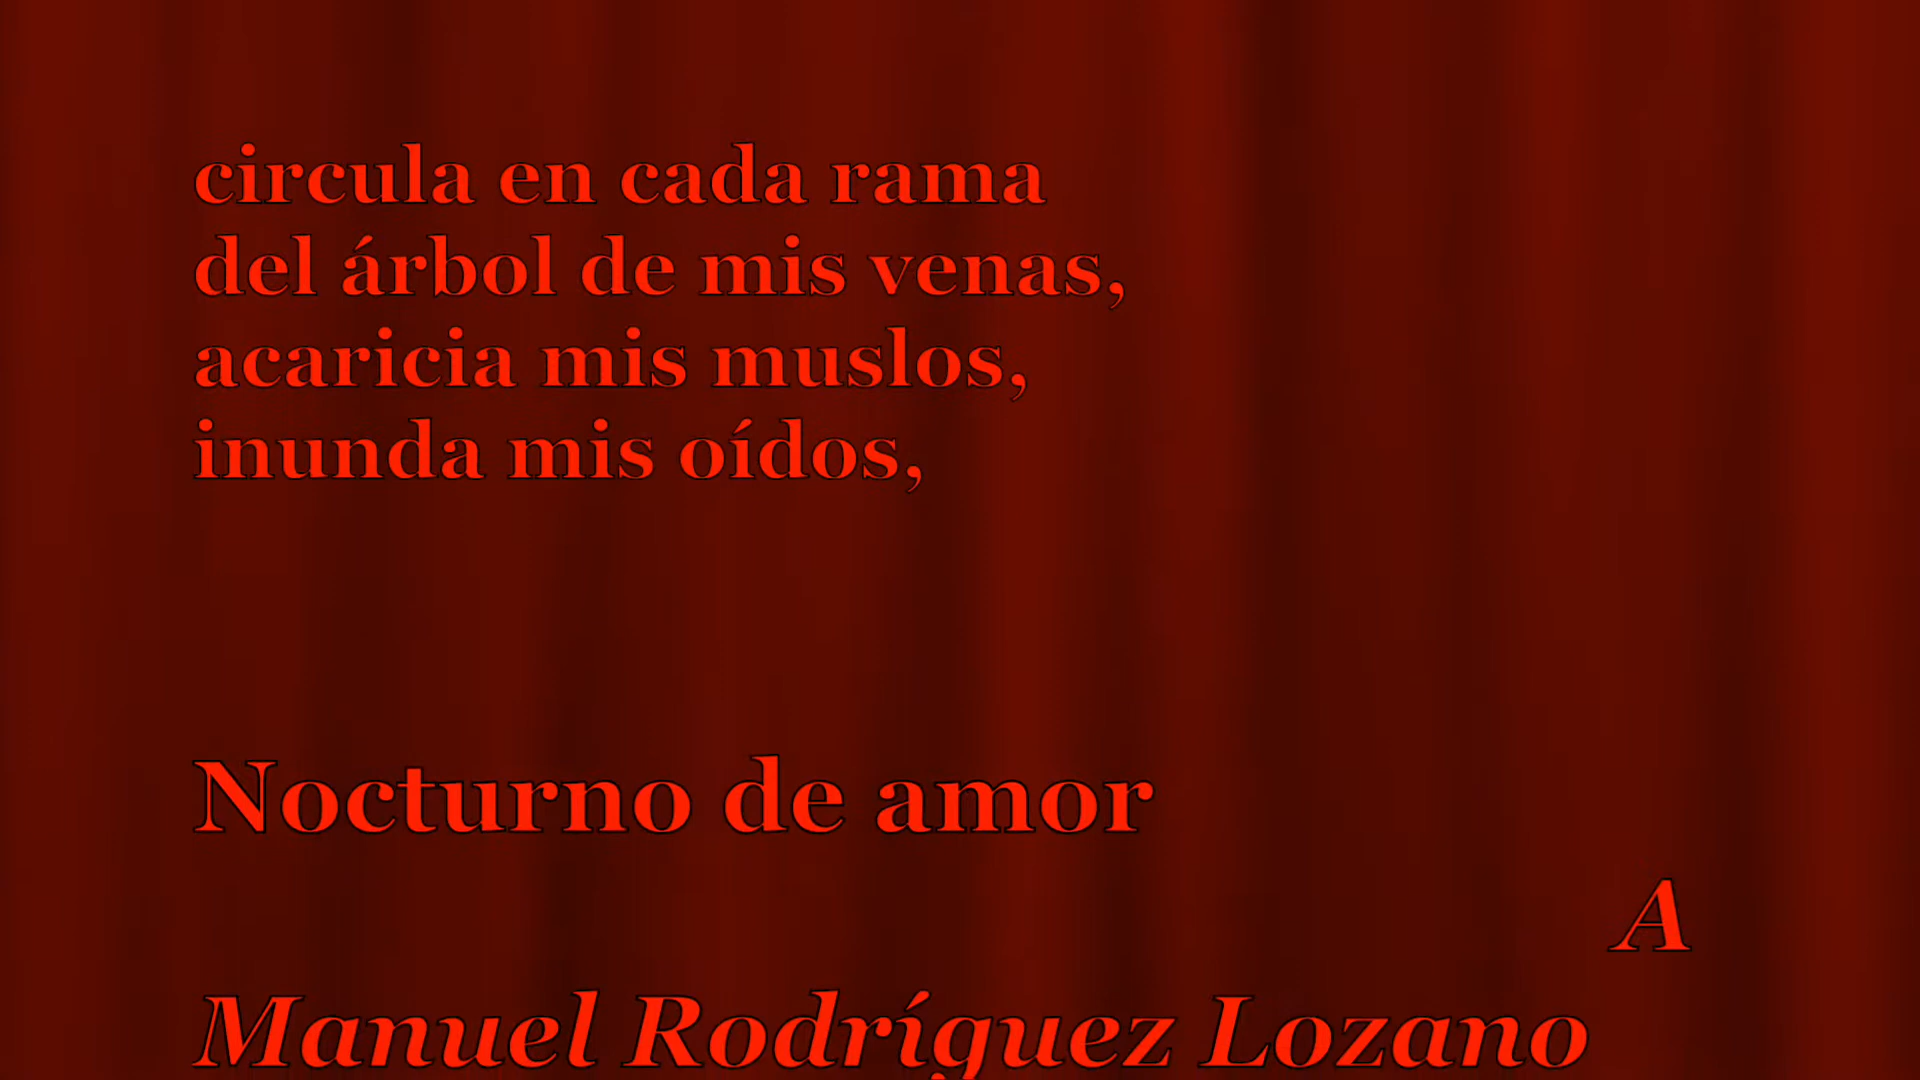 circula en cada rama
del árbol de mis venas,
acaricia mis muslos,
inunda mis oídos,
Nocturno de amor
A
Manuel Rodríguez Lozano